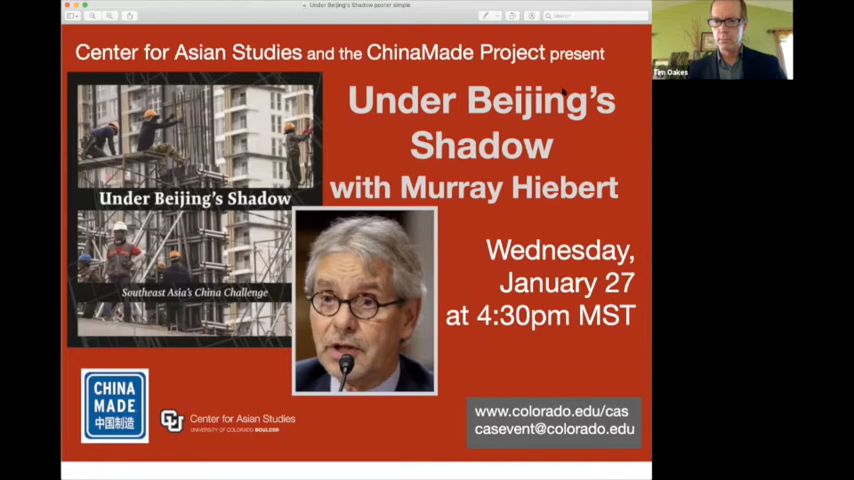 Under Beijing's Shadow poster simple
Search
Center for Asian Studies and the ChinaMade Project present
Under Beijing's
Shadow
with Murray Hiebert
Under Beijing's Shadow
Southeast Asia's China Challenge
Wednesday,
January 27
at 4:30pm MST
CHINA
MADE
中国制造
CU
Center for Asian Studies
UNIVERSITY OF COLORADO BOULDER
www.colorado.edu/cas
casevent@colorado.edu
Tim Oakes